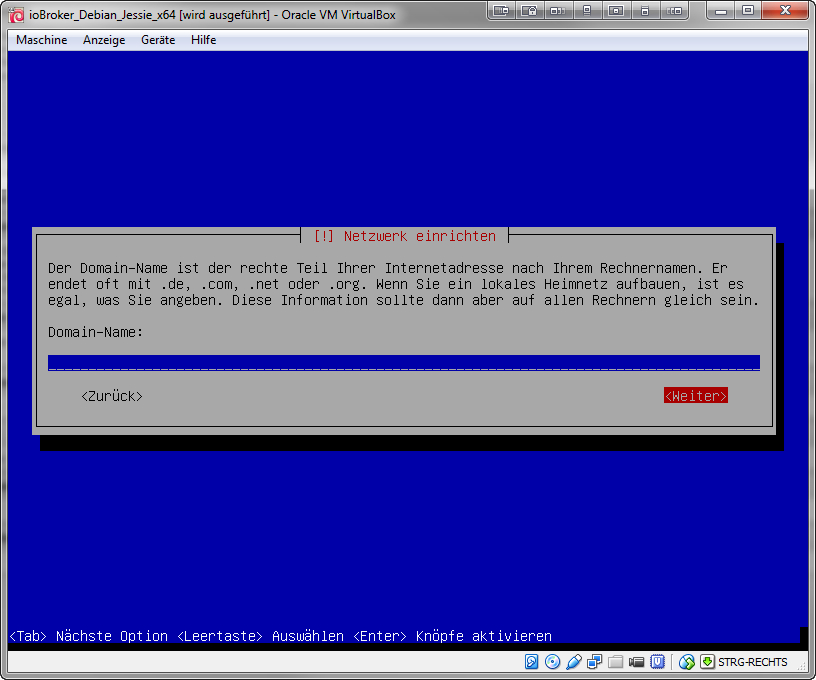 ioBroker_Debian_Jessie_x64 [wird ausgeführt] - Oracle VM VirtualBox
Maschine Anzeige Geräte Hilfe
[!] Netzwerk einrichten
Der Domain-Name ist der rechte Teil Ihrer Internetadresse nach Ihrem Rechnernamen. Er
endet oft mit .de, .com, .net oder .org. Wenn Sie ein lokales Heimnetz aufbauen, ist es
egal, was Sie angeben. Diese Information sollte dann aber auf allen Rechnern gleich sein.
Domain-Name:
<Zurück> <Weiter>
<Tab> Nächste Option <Leertaste> Auswählen <Enter> Knöpfe aktivieren
STRG-RECHTS